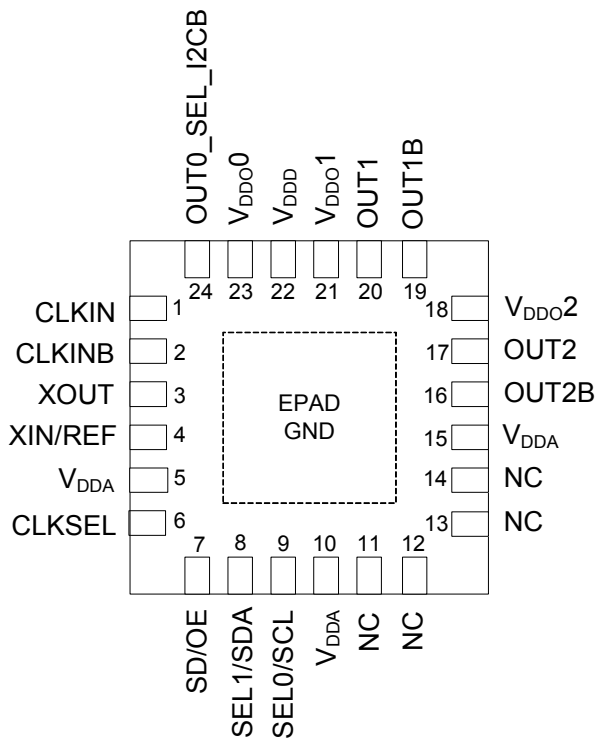 OUT0_SEL_I2CB
VDDO0
VDDD
VDDO1
OUT1
OUT1B
24
23
22
21
20
19
CLKIN
1
CLKINB
2
XOUT
3
XIN/REF
4
VDDA
5
CLKSEL
6
18
VDDO2
17
OUT2
16
OUT2B
15
VDDA
14
NC
13
NC
EPAD
GND
7
8
9
10
11
12
SD/OE
SEL1/SDA
SEL0/SCL
VDDA
NC
NC